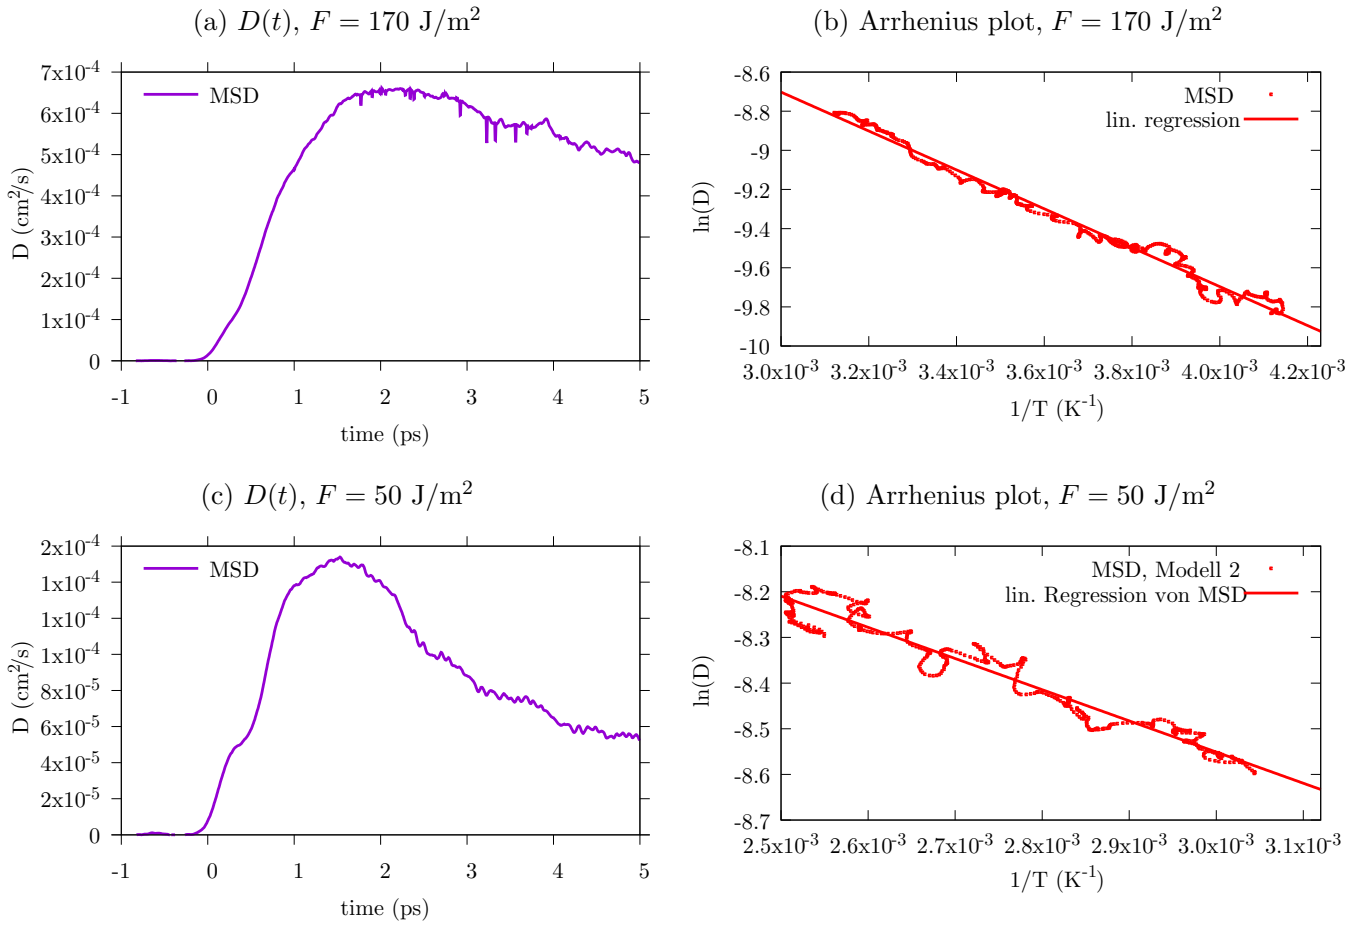 (a) D(t), F = 170 J/m²
7x10⁻⁴
6x10⁻⁴
5x10⁻⁴
4x10⁻⁴
3x10⁻⁴
2x10⁻⁴
1x10⁻⁴
0
D (cm²/s)
MSD
-1 0 1 2 3 4 5
time (ps)
(b) Arrhenius plot, F = 170 J/m²
-8.6
-8.8
-9
-9.2
-9.4
-9.6
-9.8
-10
ln(D)
MSD
lin. regression
3.0x10⁻³ 3.2x10⁻³ 3.4x10⁻³ 3.6x10⁻³ 3.8x10⁻³ 4.0x10⁻³ 4.2x10⁻³
1/T (K⁻¹)
(c) D(t), F = 50 J/m²
2x10⁻⁴
1x10⁻⁴
1x10⁻⁴
1x10⁻⁴
8x10⁻⁵
6x10⁻⁵
4x10⁻⁵
2x10⁻⁵
0
D (cm²/s)
MSD
-1 0 1 2 3 4 5
time (ps)
(d) Arrhenius plot, F = 50 J/m²
-8.1
-8.2
-8.3
-8.4
-8.5
-8.6
-8.7
ln(D)
MSD, Modell 2
lin. Regression von MSD
2.5x10⁻³ 2.6x10⁻³ 2.7x10⁻³ 2.8x10⁻³ 2.9x10⁻³ 3.0x10⁻³ 3.1x10⁻³
1/T (K⁻¹)